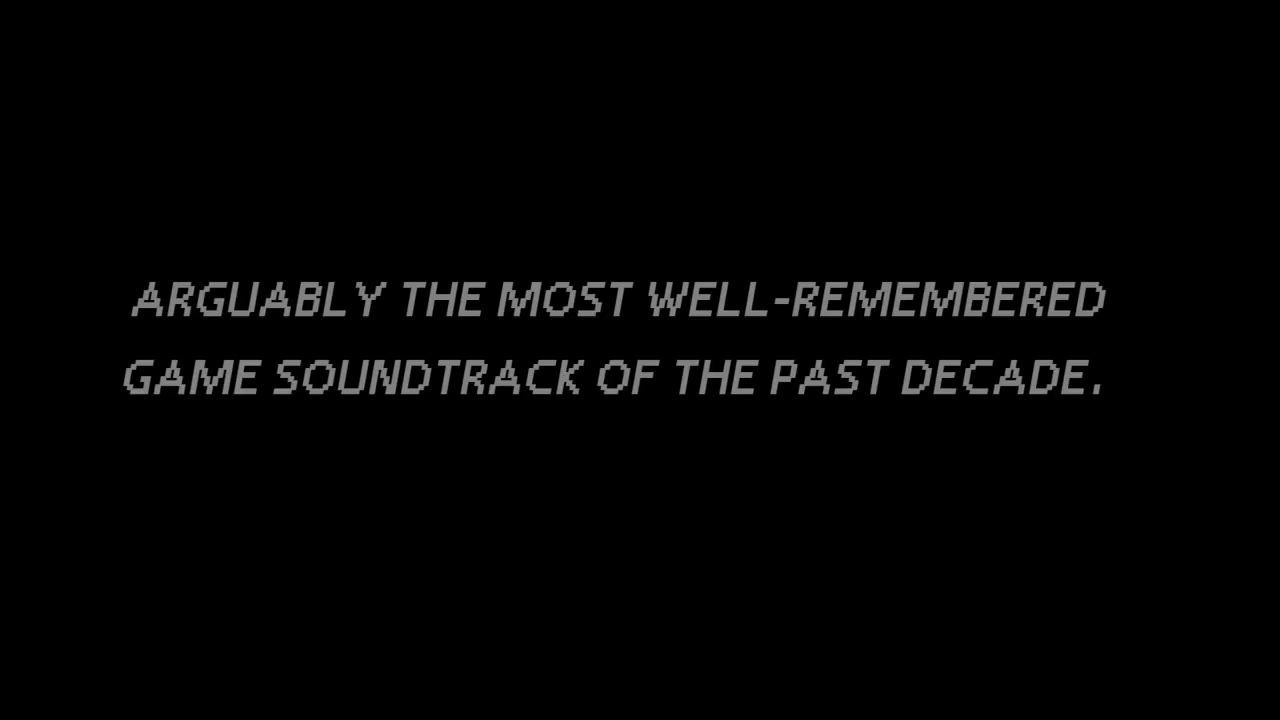 ARGUABLY THE MOST WELL-REMEMBERED
GAME SOUNDTRACK OF THE PAST DECADE.